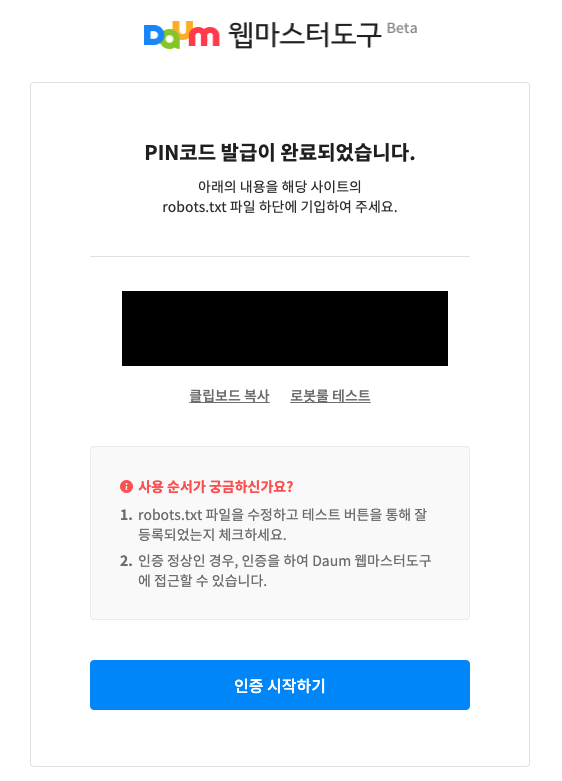 Daum 웹마스터도구 Beta
PIN코드 발급이 완료되었습니다.
아래의 내용을 해당 사이트의
robots.txt 파일 하단에 기입하여 주세요.
클립보드 복사 로봇룰 테스트
사용 순서가 궁금하신가요?
1. robots.txt 파일을 수정하고 테스트 버튼을 통해 잘
등록되었는지 체크하세요.
2. 인증 정상인 경우, 인증을 하여 Daum 웹마스터도구
에 접근할 수 있습니다.
인증 시작하기